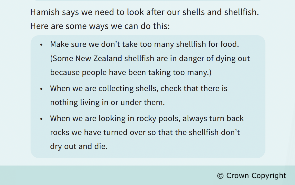 Hamish says we need to look after our shells and shellfish.
Here are some ways we can do this:
• Make sure we don't take too many shellfish for food.
(Some New Zealand shellfish are in danger of dying out
because people have been taking too many.)
• When we are collecting shells, check that there is
nothing living in or under them.
• When we are looking in rocky pools, always turn back
rocks we have turned over so that the shellfish don't
dry out and die.
© Crown Copyright